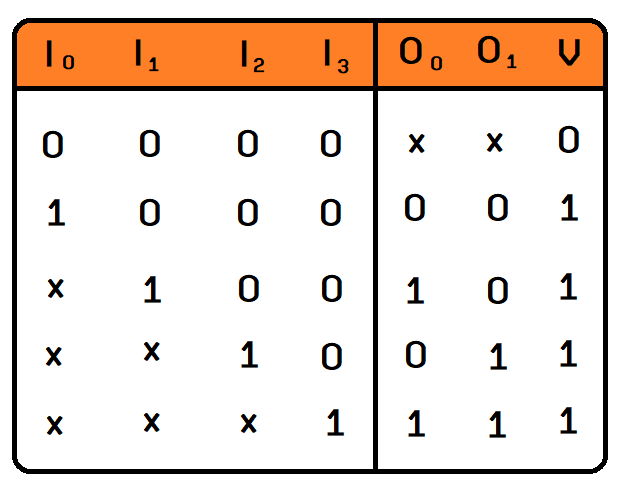 I₀ I₁ I₂ I₃ O₀ O₁ V
0 0 0 0 x x 0
1 0 0 0 0 0 1
x 1 0 0 1 0 1
x x 1 0 0 1 1
x x x 1 1 1 1